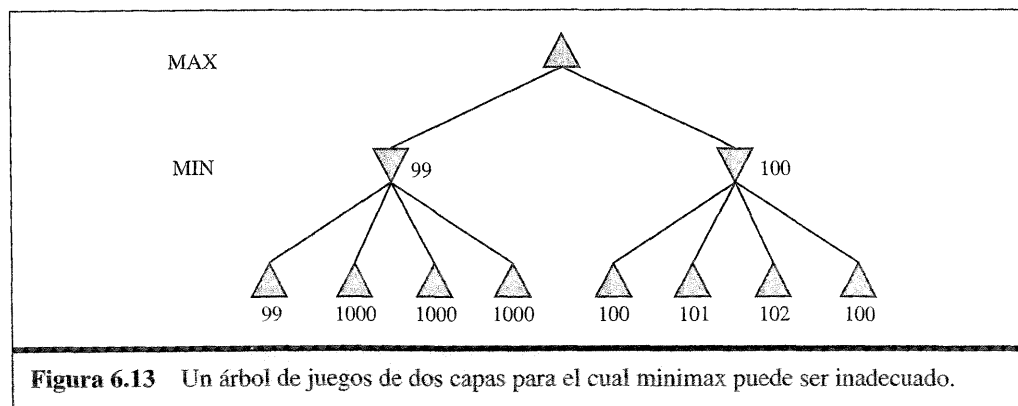 MAX
MIN
99
100
99 1000 1000 1000 100 101 102 100
Figura 6.13 Un árbol de juegos de dos capas para el cual minimax puede ser inadecuado.